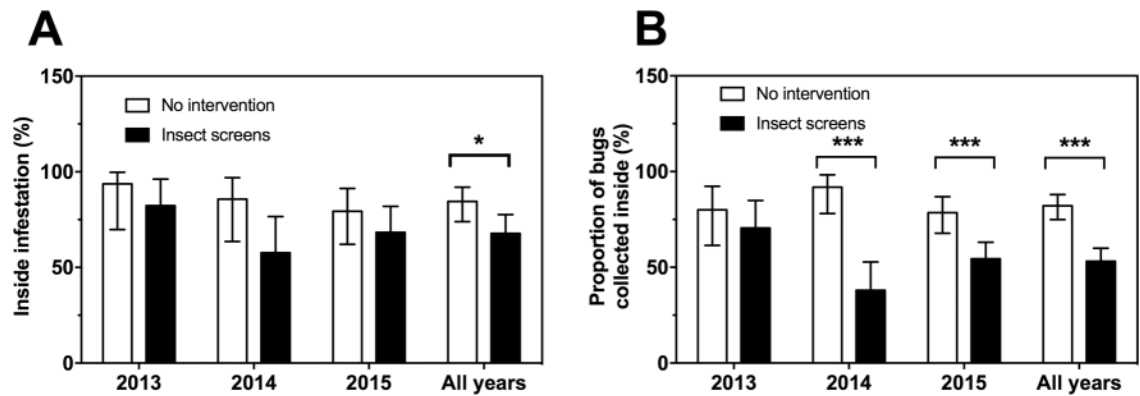 A
Inside infestation (%)
150
100
50
0
No intervention
Insect screens
*
2013
2014
2015
All years
B
Proportion of bugs
collected inside (%)
150
100
50
0
No intervention
Insect screens
***
***
***
2013
2014
2015
All years